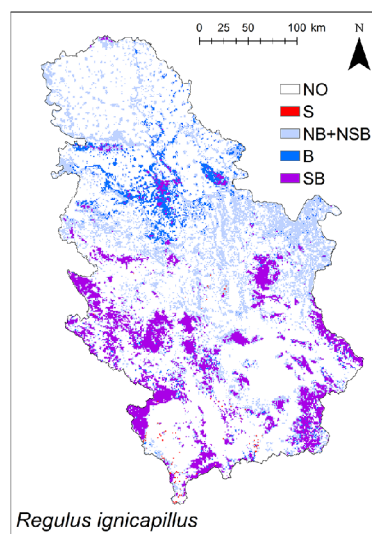 0 25 50 100 km
N
NO
S
NB+NSB
B
SB
Regulus ignicapillus